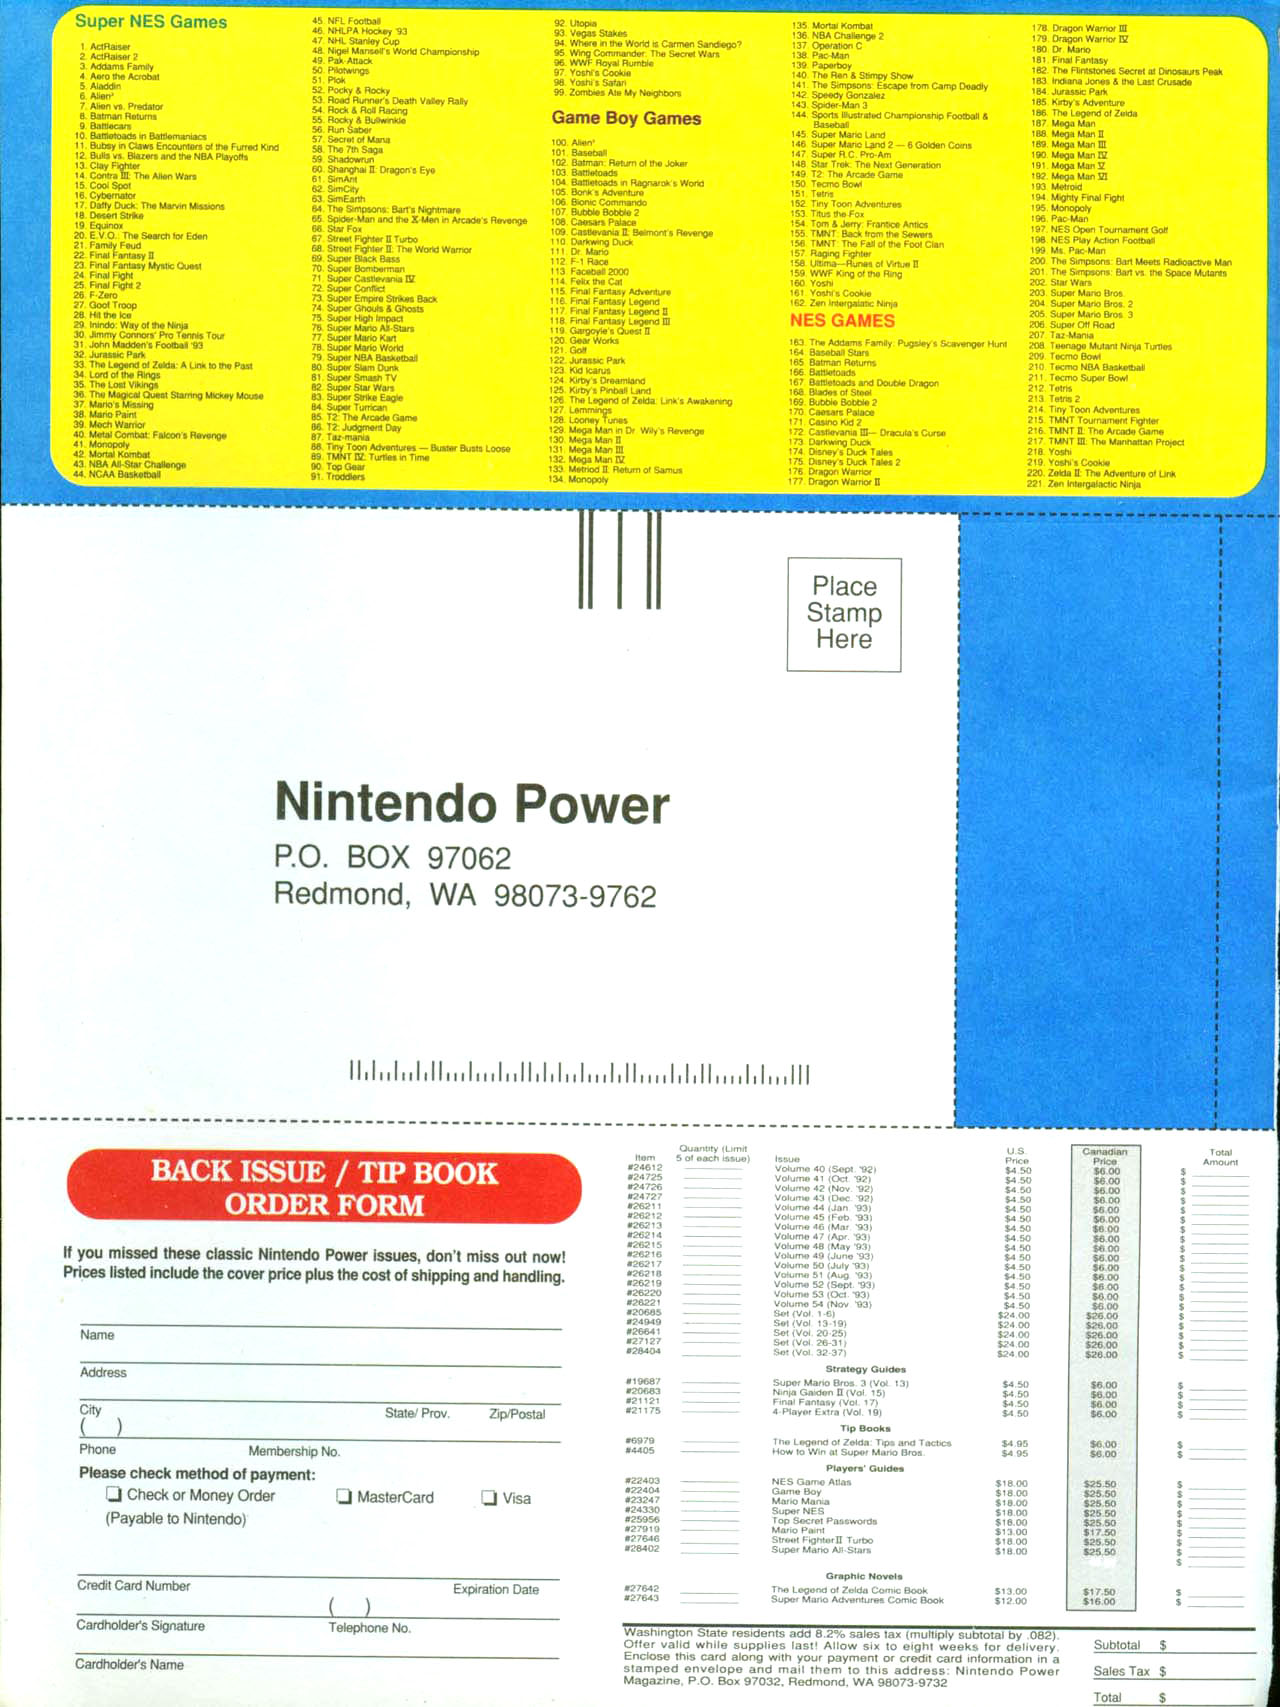 Super NES Games
1. ActRaiser
2. ActRaiser 2
3. Addams Family
4. Aero the Acrobat
5. Aladdin
6. Alien³
7. Alien vs. Predator
8. Batman Returns
9. Battlecars
10. Battletoads in Battlemaniacs
11. Bubsy in Claws Encounters of the Furred Kind
12. Bulls vs. Blazers and the NBA Playoffs
13. Clay Fighter
14. Contra III: The Alien Wars
15. Cool Spot
16. Cybernator
17. Daffy Duck: The Marvin Missions
18. Desert Strike
19. Equinox
20. E.V.O.: The Search for Eden
21. Family Feud
22. Final Fantasy II
23. Final Fantasy Mystic Quest
24. Final Fight
25. Final Fight 2
26. F-Zero
27. Goof Troop
28. Hit the Ice
29. Inindo: Way of the Ninja
30. Jimmy Connors' Pro Tennis Tour
31. John Madden's Football '93
32. Jurassic Park
33. The Legend of Zelda: A Link to the Past
34. Lord of the Rings
35. The Lost Vikings
36. The Magical Quest Starring Mickey Mouse
37. Mario's Missing
38. Mario Paint
39. Mech Warrior
40. Metal Combat: Falcon's Revenge
41. Monopoly
42. Mortal Kombat
43. NBA All-Star Challenge
44. NCAA Basketball
45. NFL Football
46. NHLPA Hockey '93
47. NHL Stanley Cup
48. Nigel Mansell's World Championship
49. Pak-Attack
50. Pilotwings
51. Plok
52. Pocky & Rocky
53. Road Runner's Death Valley Rally
54. Rock & Roll Racing
55. Rocky & Bullwinkle
56. Run Saber
57. Secret of Mana
58. The 7th Saga
59. Shadowrun
60. Shanghai II: Dragon's Eye
61. SimAnt
62. SimCity
63. SimEarth
64. The Simpsons: Bart's Nightmare
65. Spider-Man and the X-Men in Arcade's Revenge
66. Star Fox
67. Street Fighter II Turbo
68. Street Fighter II: The World Warrior
69. Super Black Bass
70. Super Bomberman
71. Super Castlevania IV
72. Super Conflict
73. Super Empire Strikes Back
74. Super Ghouls & Ghosts
75. Super High Impact
76. Super Mario All-Stars
77. Super Mario Kart
78. Super Mario World
79. Super NBA Basketball
80. Super Slam Dunk
81. Super Smash TV
82. Super Star Wars
83. Super Strike Eagle
84. Super Turrican
85. T2: The Arcade Game
86. T2: Judgment Day
87. Taz-mania
88. Tiny Toon Adventures — Buster Busts Loose
89. TMNT IV: Turtles in Time
90. Top Gear
91. Troddlers
92. Utopia
93. Vegas Stakes
94. Where in the World is Carmen Sandiego?
95. Wing Commander: The Secret Wars
96. WWF Royal Rumble
97. Yoshi's Cookie
98. Yoshi's Safari
99. Zombies Ate My Neighbors
Game Boy Games
100. Alien³
101. Baseball
102. Batman: Return of the Joker
103. Battletoads
104. Battletoads in Ragnarok's World
105. Bonk's Adventure
106. Bionic Commando
107. Bubble Bobble 2
108. Caesars Palace
109. Castlevania II: Belmont's Revenge
110. Darkwing Duck
111. Dr. Mario
112. F-1 Race
113. Faceball 2000
114. Felix the Cat
115. Final Fantasy Adventure
116. Final Fantasy Legend
117. Final Fantasy Legend II
118. Final Fantasy Legend III
119. Gargoyle's Quest II
120. Gear Works
121. Golf
122. Jurassic Park
123. Kid Icarus
124. Kirby's Dreamland
125. Kirby's Pinball Land
126. The Legend of Zelda: Link's Awakening
127. Lemmings
128. Looney Tunes
129. Mega Man in Dr. Wily's Revenge
130. Mega Man II
131. Mega Man III
132. Mega Man IV
133. Metriod II: Return of Samus
134. Monopoly
135. Mortal Kombat
136. NBA Challenge 2
137. Operation C
138. Pac-Man
139. Paperboy
140. The Ren & Stimpy Show
141. The Simpsons: Escape from Camp Deadly
142. Speedy Gonzalez
143. Spider-Man 3
144. Sports Illustrated Championship Football &
Baseball
145. Super Mario Land
146. Super Mario Land 2 — 6 Golden Coins
147. Super R.C. Pro-Am
148. Star Trek: The Next Generation
149. T2: The Arcade Game
150. Tecmo Bowl
151. Tetris
152. Tiny Toon Adventures
153. Titus the Fox
154. Tom & Jerry: Frantice Antics
155. TMNT: Back from the Sewers
156. TMNT: The Fall of the Foot Clan
157. Raging Fighter
158. Ultima—Runes of Virtue II
159. WWF King of the Ring
160. Yoshi
161. Yoshi's Cookie
162. Zen Intergalatic Ninja
NES GAMES
163. The Addams Family: Pugsley's Scavenger Hunt
164. Baseball Stars
165. Batman Returns
166. Battletoads
167. Battletoads and Double Dragon
168. Blades of Steel
169. Bubble Bobble 2
170. Caesars Palace
171. Casino Kid 2
172. Castlevania III— Dracula's Curse
173. Darkwing Duck
174. Disney's Duck Tales
175. Disney's Duck Tales 2
176. Dragon Warrior
177. Dragon Warrior II
178. Dragon Warrior III
179. Dragon Warrior IV
180. Dr. Mario
181. Final Fantasy
182. The Flintstones Secret at Dinosaurs Peak
183. Indiana Jones & the Last Crusade
184. Jurassic Park
185. Kirby's Adventure
186. The Legend of Zelda
187. Mega Man
188. Mega Man II
189. Mega Man III
190. Mega Man IV
191. Mega Man V
192. Mega Man VI
193. Metroid
194. Mighty Final Fight
195. Monopoly
196. Pac-Man
197. NES Open Tournament Golf
198. NES Play Action Football
199. Ms. Pac-Man
200. The Simpsons: Bart Meets Radioactive Man
201. The Simpsons: Bart vs. the Space Mutants
202. Star Wars
203. Super Mario Bros.
204. Super Mario Bros. 2
205. Super Mario Bros. 3
206. Super Off Road
207. Taz-Mania
208. Teenage Mutant Ninja Turtles
209. Tecmo Bowl
210. Tecmo NBA Basketball
211. Tecmo Super Bowl
212. Tetris
213. Tetris 2
214. Tiny Toon Adventures
215. TMNT Tournament Fighter
216. TMNT II: The Arcade Game
217. TMNT III: The Manhattan Project
218. Yoshi
219. Yoshi's Cookie
220. Zelda II: The Adventure of Link
221. Zen Intergalactic Ninja
Place
Stamp
Here
Nintendo Power
P.O. BOX 97062
Redmond, WA 98073-9762
BACK ISSUE / TIP BOOK
ORDER FORM
If you missed these classic Nintendo Power issues, don't miss out now!
Prices listed include the cover price plus the cost of shipping and handling.
Name
Address
City State/ Prov. Zip/Postal
( )
Phone Membership No.
Please check method of payment:
Check or Money Order MasterCard Visa
(Payable to Nintendo)
Credit Card Number Expiration Date
( )
Cardholder's Signature Telephone No.
Cardholder's Name
Item Quantity (Limit 5 of each issue) Issue U.S. Price Canadian Price Total Amount
#24612 Volume 40 (Sept. '92) $4.50 $6.00 $
#24725 Volume 41 (Oct. '92) $4.50 $6.00 $
#24726 Volume 42 (Nov. '92) $4.50 $6.00 $
#24727 Volume 43 (Dec. '92) $4.50 $6.00 $
#26211 Volume 44 (Jan. '93) $4.50 $6.00 $
#26212 Volume 45 (Feb. '93) $4.50 $6.00 $
#26213 Volume 46 (Mar. '93) $4.50 $6.00 $
#26214 Volume 47 (Apr. '93) $4.50 $6.00 $
#26215 Volume 48 (May '93) $4.50 $6.00 $
#26216 Volume 49 (June '93) $4.50 $6.00 $
#26217 Volume 50 (July '93) $4.50 $6.00 $
#26218 Volume 51 (Aug. '93) $4.50 $6.00 $
#26219 Volume 52 (Sept. '93) $4.50 $6.00 $
#26220 Volume 53 (Oct. '93) $4.50 $6.00 $
#26221 Volume 54 (Nov. '93) $4.50 $6.00 $
#20685 Set (Vol. 1-6) $24.00 $26.00 $
#24949 Set (Vol. 13-19) $24.00 $26.00 $
#26641 Set (Vol. 20-25) $24.00 $26.00 $
#27127 Set (Vol. 26-31) $24.00 $26.00 $
#28404 Set (Vol. 32-37) $24.00 $26.00 $
Strategy Guides
#19687 Super Mario Bros. 3 (Vol. 13) $4.50 $6.00 $
#20683 Ninja Gaiden II (Vol. 15) $4.50 $6.00 $
#21121 Final Fantasy (Vol. 17) $4.50 $6.00 $
#21175 4-Player Extra (Vol. 19) $4.50 $6.00 $
Tip Books
#6979 The Legend of Zelda: Tips and Tactics $4.95 $6.00 $
#4405 How to Win at Super Mario Bros. $4.95 $6.00 $
Players' Guides
#22403 NES Game Atlas $18.00 $25.50 $
#22404 Game Boy $18.00 $25.50 $
#23247 Mario Mania $18.00 $25.50 $
#24330 Super NES $18.00 $25.50 $
#25956 Top Secret Passwords $18.00 $25.50 $
#27919 Mario Paint $13.00 $17.50 $
#27646 Street Fighter II Turbo $18.00 $25.50 $
#28402 Super Mario All-Stars $18.00 $25.50 $
$
Graphic Novels
#27642 The Legend of Zelda Comic Book $13.00 $17.50 $
#27643 Super Mario Adventures Comic Book $12.00 $16.00 $
Washington State residents add 8.2% sales tax (multiply subtotal by .082).
Offer valid while supplies last! Allow six to eight weeks for delivery.
Enclose this card along with your payment or credit card information in a
stamped envelope and mail them to this address: Nintendo Power
Magazine, P.O. Box 97032, Redmond, WA 98073-9732
Subtotal $
Sales Tax $
Total $